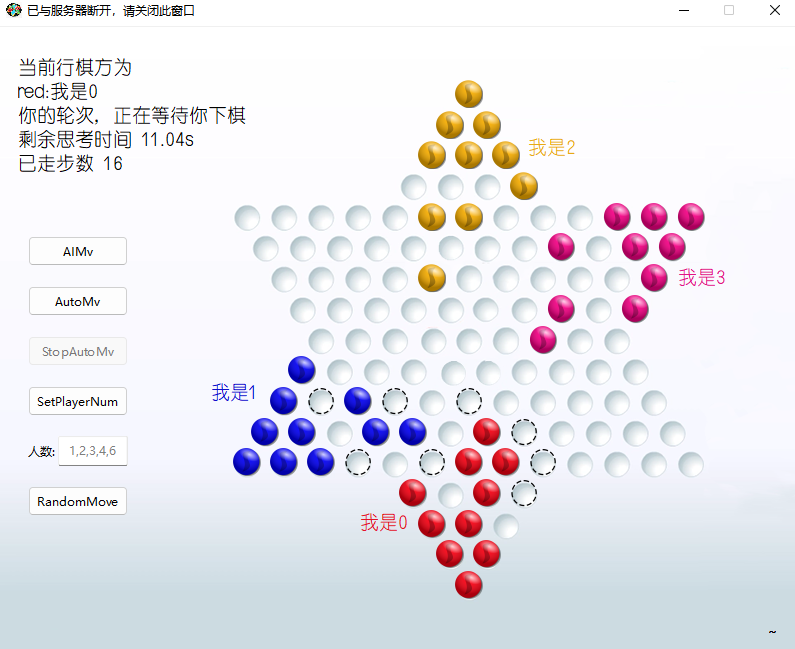 已与服务器断开，请关闭此窗口
当前行棋方为
red:我是0
你的轮次，正在等待你下棋
剩余思考时间 11.04s
已走步数 16
我是2
AIMv
我是3
AutoMv
StopAutoMv
我是1
SetPlayerNum
人数: 1,2,3,4,6
RandomMove
我是0
~